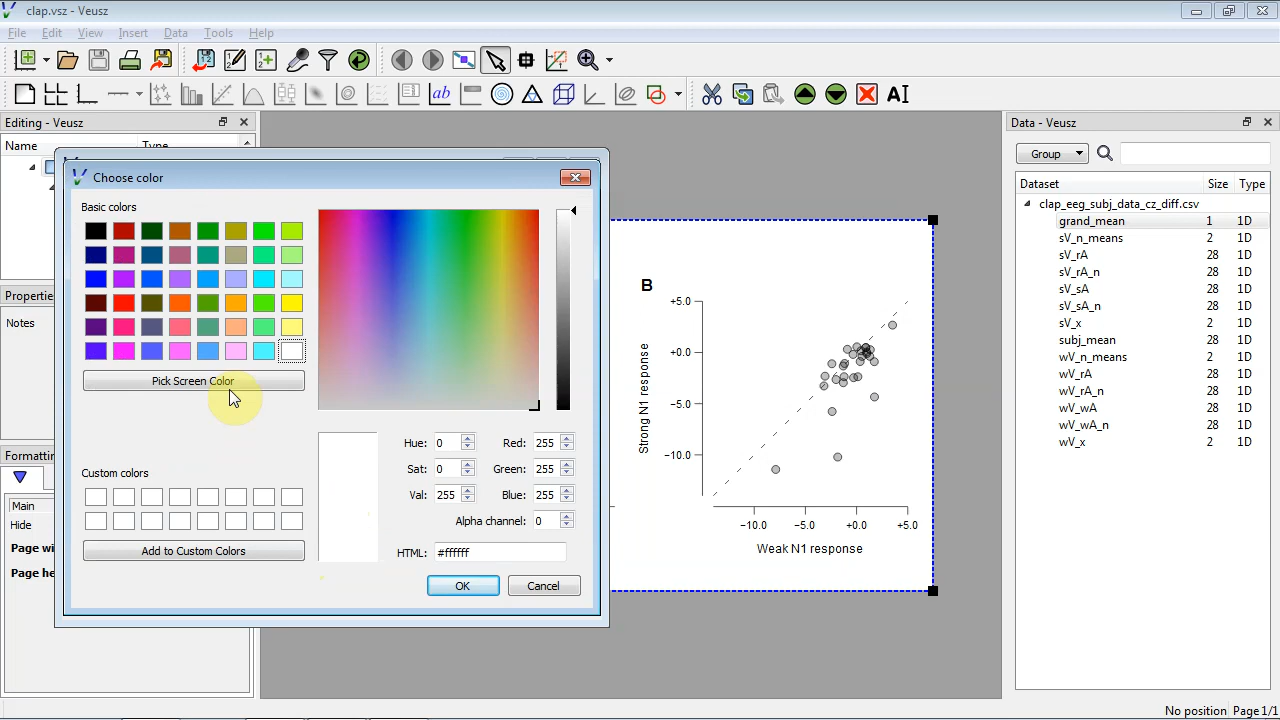 clap.vsz - Veusz
File Edit View Insert Data Tools Help
ab
Editing - Veusz
Data - Veusz
Name Type
Group
Choose color
Basic colors
Dataset Size Type
clap_eeg_subj_data_cz_diff.csv
grand_mean 1 1D
sV_n_means 2 1D
sV_rA 28 1D
sV_rA_n 28 1D
sV_sA 28 1D
sV_sA_n 28 1D
sV_x 2 1D
subj_mean 28 1D
wV_n_means 2 1D
wV_rA 28 1D
wV_rA_n 28 1D
wV_wA 28 1D
wV_wA_n 28 1D
wV_x 2 1D
Properties
Notes
Pick Screen Color
Custom colors
Add to Custom Colors
Hue: 0 Red: 255
Sat: 0 Green: 255
Val: 255 Blue: 255
Alpha channel: 0
HTML: #ffffff
OK Cancel
Formatting
Main
Hide
Page wi
Page he
B
+5.0
+0.0
−5.0
−10.0
Strong N1 response
−10.0 −5.0 +0.0 +5.0
Weak N1 response
No position Page1/1